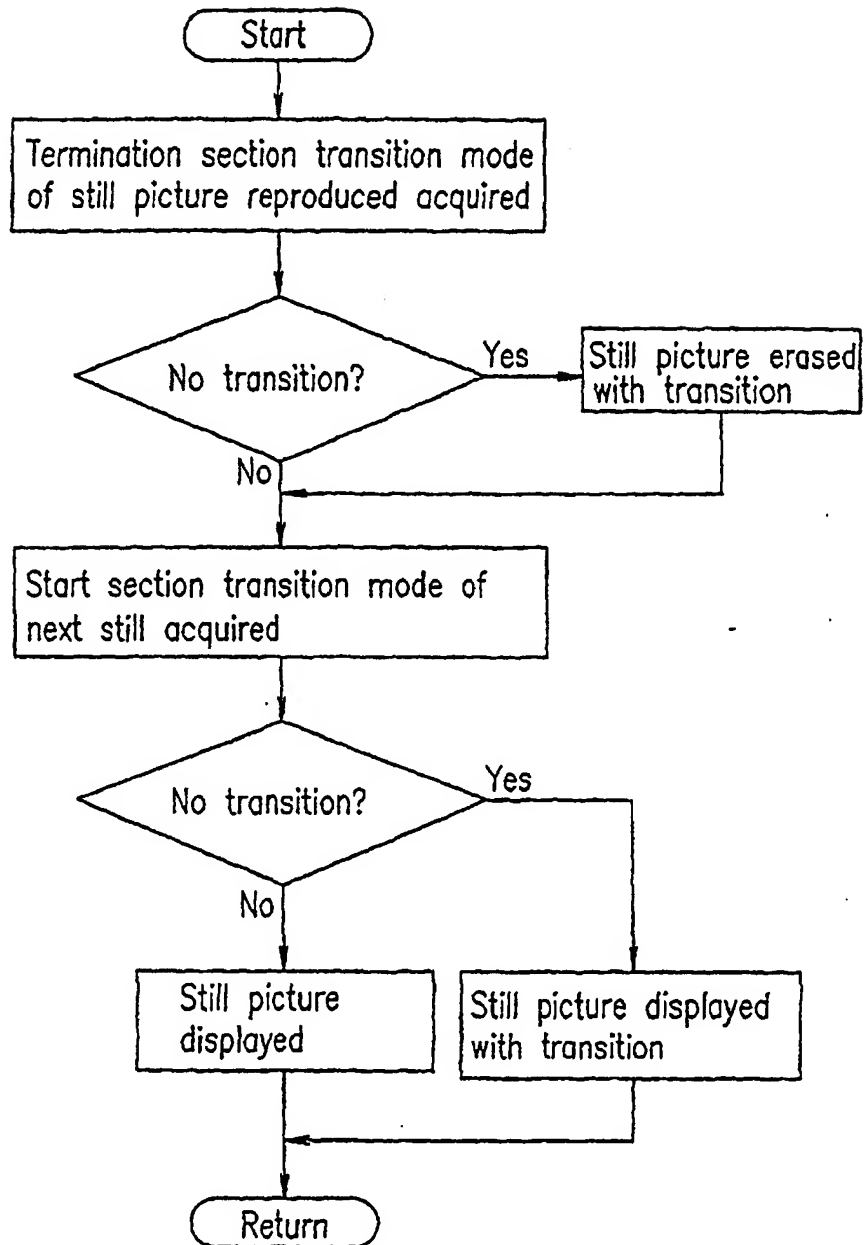 Start
Termination section transition mode
of still picture reproduced acquired
No transition?
Yes
Still picture erased
with transition
No
Start section transition mode of
next still acquired
No transition?
Yes
No
Still picture
displayed
Still picture displayed
with transition
Return